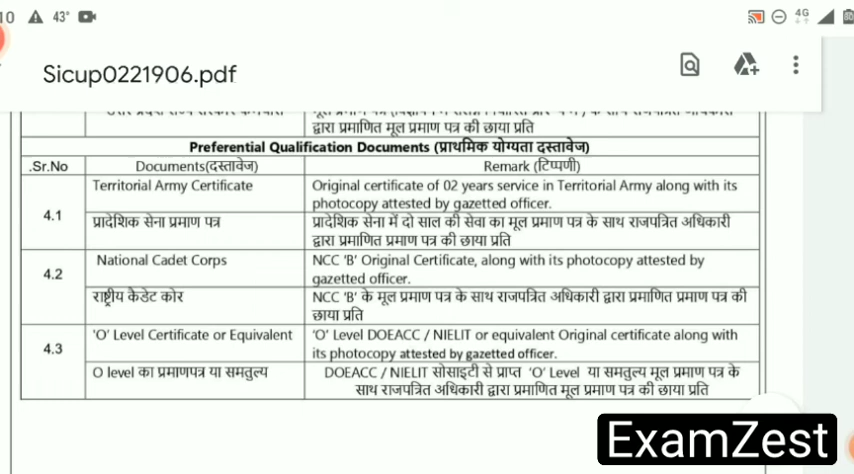 10 43°
4G
Sicup0221906.pdf
द्वारा प्रमाणित मूल प्रमाण पत्र की छाया प्रति
Preferential Qualification Documents (प्राथमिक योग्यता दस्तावेज)
.Sr.No Documents(दस्तावेज) Remark (टिप्पणी)
4.1
Territorial Army Certificate
Original certificate of 02 years service in Territorial Army along with its
photocopy attested by gazetted officer.
प्रादेशिक सेना प्रमाण पत्र
प्रादेशिक सेना में दो साल की सेवा का मूल प्रमाण पत्र के साथ राजपत्रित अधिकारी
द्वारा प्रमाणित प्रमाण पत्र की छाया प्रति
4.2
National Cadet Corps
NCC ‘B’ Original Certificate, along with its photocopy attested by
gazetted officer.
राष्ट्रीय कैडेट कोर
NCC ‘B’ के मूल प्रमाण पत्र के साथ राजपत्रित अधिकारी द्वारा प्रमाणित प्रमाण पत्र की
छाया प्रति
4.3
'O' Level Certificate or Equivalent
‘O’ Level DOEACC / NIELIT or equivalent Original certificate along with
its photocopy attested by gazetted officer.
O level का प्रमाणपत्र या समतुल्य
DOEACC / NIELIT सोसाइटी से प्राप्त ‘O’ Level या समतुल्य मूल प्रमाण पत्र के
साथ राजपत्रित अधिकारी द्वारा प्रमाणित मूल प्रमाण पत्र की छाया प्रति
ExamZest